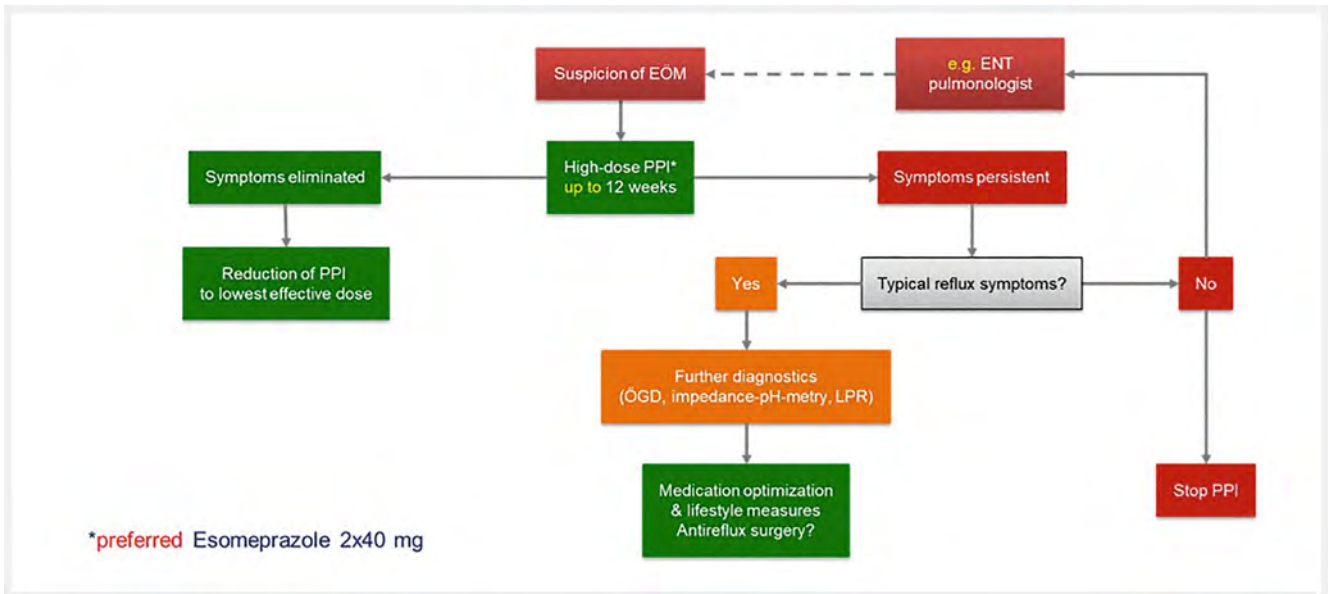 Suspicion of EÖM
e.g. ENT
pulmonologist
Symptoms eliminated
High-dose PPI*
up to 12 weeks
Symptoms persistent
Reduction of PPI
to lowest effective dose
Yes
Typical reflux symptoms?
No
Further diagnostics
(ÖGD, impedance-pH-metry, LPR)
Medication optimization
& lifestyle measures
Antireflux surgery?
Stop PPI
*preferred Esomeprazole 2x40 mg